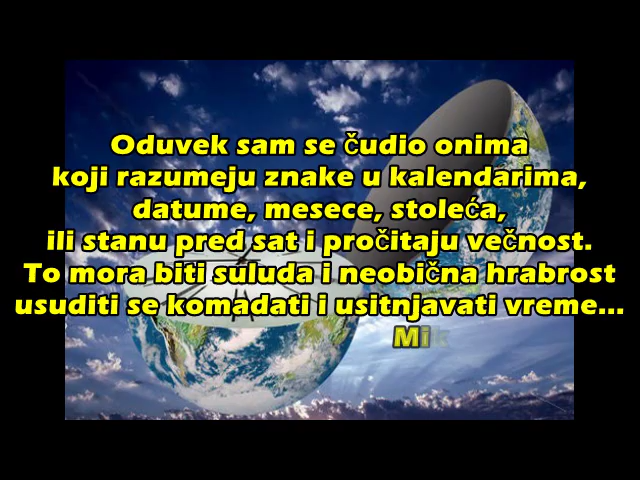 Oduvek sam se čudio onima
koji razumeju znake u kalendarima,
datume, mesece, stoleća,
ili stanu pred sat i pročitaju večnost.
To mora biti suluda i neobična hrabrost
usuditi se komadati i usitnjavati vreme...
Mik